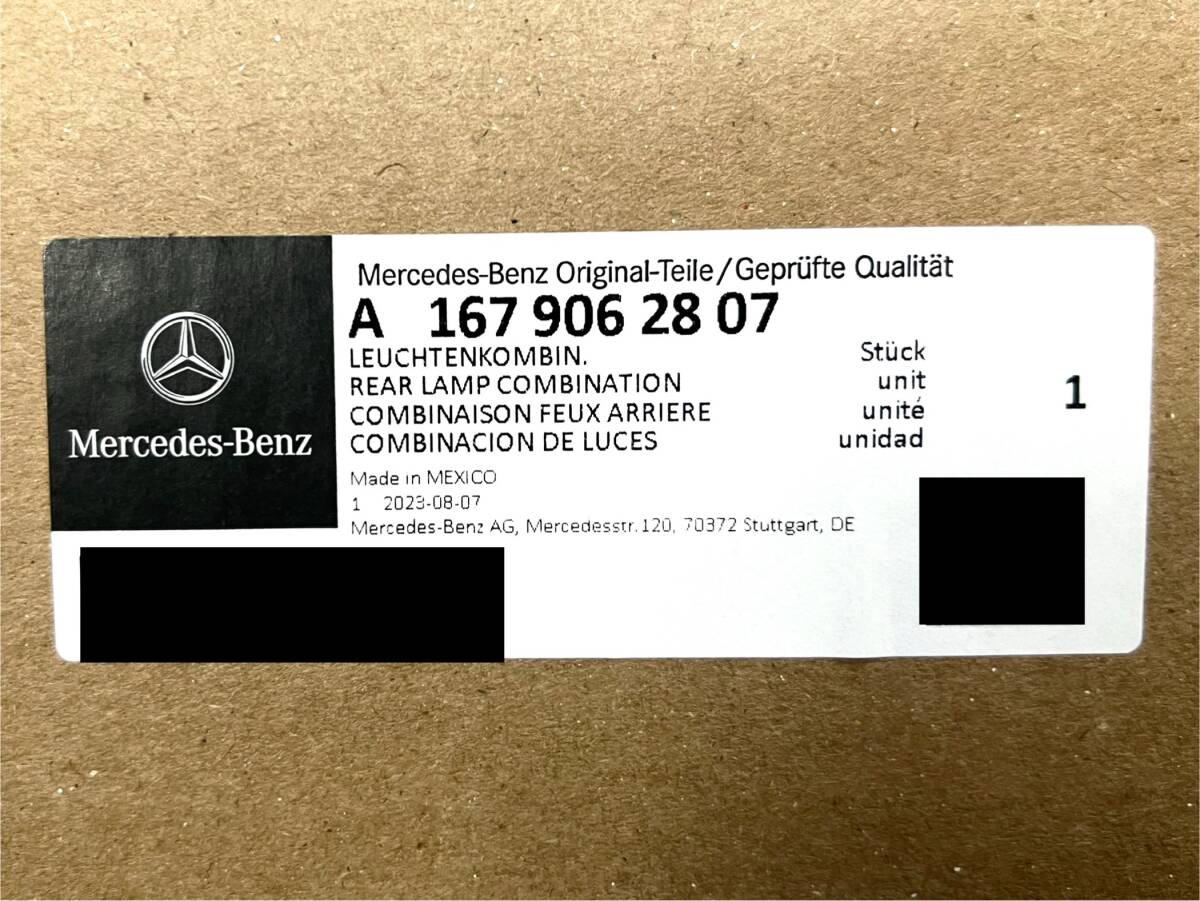 Mercedes-Benz
Mercedes-Benz Original-Teile/Geprüfte Qualität
A 167 906 28 07
LEUCHTENKOMBIN. Stück
REAR LAMP COMBINATION unit 1
COMBINAISON FEUX ARRIERE unité
COMBINACION DE LUCES unidad
Made in MEXICO
1 2023-08-07
Mercedes-Benz AG, Mercedesstr. 120, 70372 Stuttgart, DE